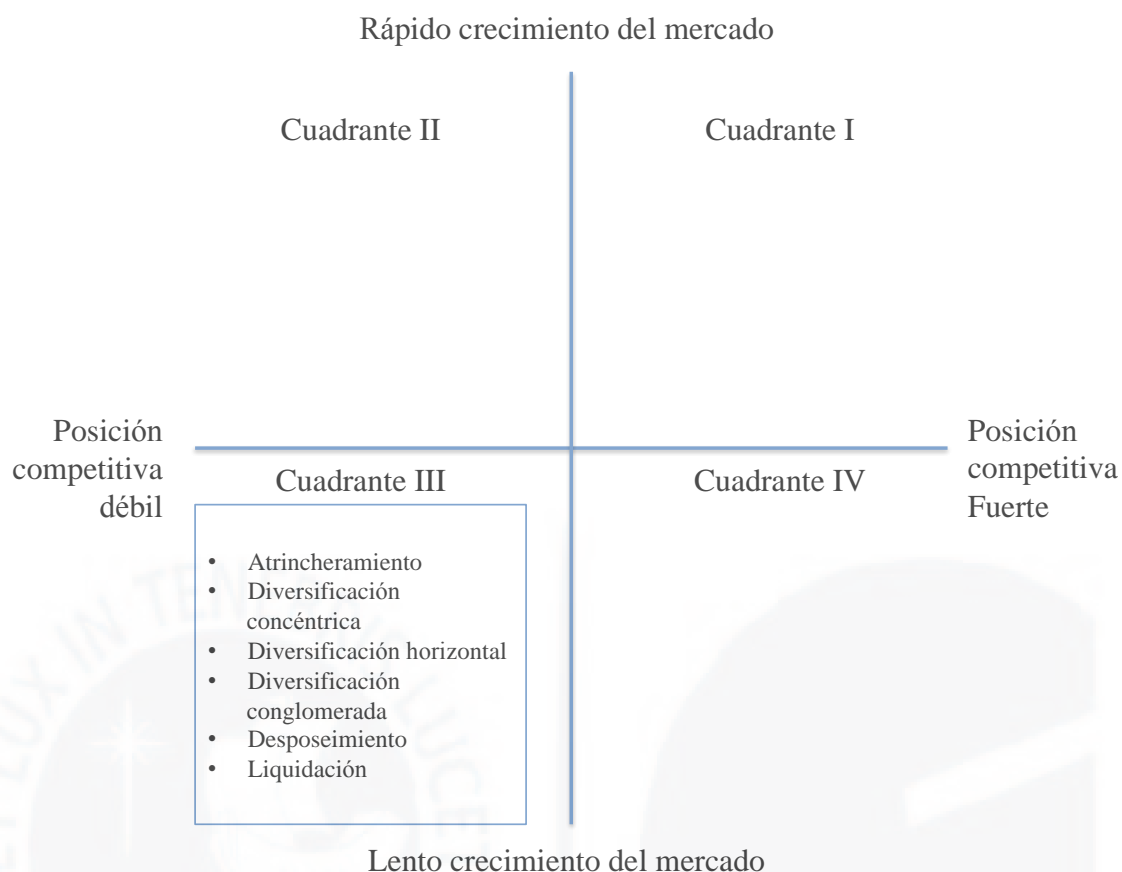 Rápido crecimiento del mercado
Cuadrante II
Cuadrante I
Posición
competitiva
débil
Posición
competitiva
Fuerte
Cuadrante III
Cuadrante IV
• Atrincheramiento
• Diversificación
concéntrica
• Diversificación horizontal
• Diversificación
conglomerada
• Desposeimiento
• Liquidación
Lento crecimiento del mercado